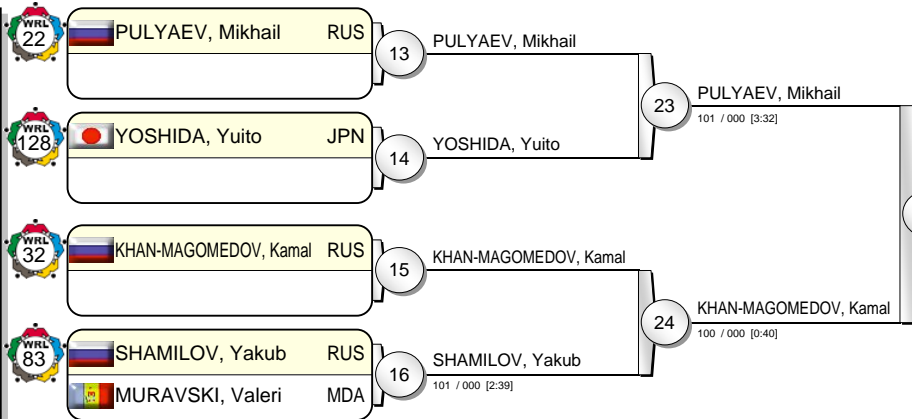 WRL
22
PULYAEV, Mikhail RUS
13
PULYAEV, Mikhail
23
PULYAEV, Mikhail
101 / 000 [3:32]
WRL
128
YOSHIDA, Yuito JPN
14
YOSHIDA, Yuito
WRL
32
KHAN-MAGOMEDOV, Kamal RUS
15
KHAN-MAGOMEDOV, Kamal
24
KHAN-MAGOMEDOV, Kamal
100 / 000 [0:40]
WRL
83
SHAMILOV, Yakub RUS
MURAVSKI, Valeri MDA
16
SHAMILOV, Yakub
101 / 000 [2:39]